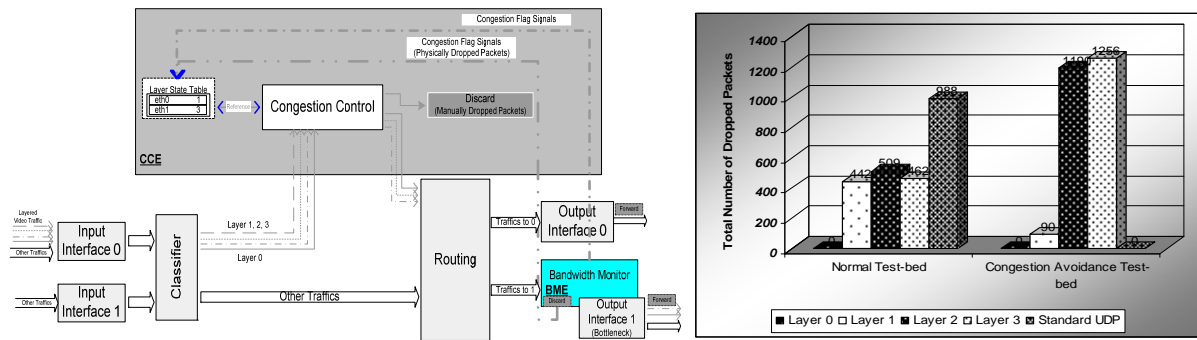 Congestion Flag Signals
Congestion Flag Signals
(Physically Dropped Packets)
Layer State Table
eth0 1
eth1 3
Reference
Congestion Control
Discard
(Manually Dropped Packets)
CCE
Layered
Video Traffic
Other Traffics
Input
Interface 0
Other Traffics
Input
Interface 1
Classifier
Layer 1, 2, 3
Layer 0
Other Traffics
Routing
Traffics to 0
Output
Interface 0
Forward
Traffics to 1
Bandwidth Monitor
BME
Discard
Output
Interface 1
(Bottleneck)
Forward
Total Number of Dropped Packets
1400
1200
1000
800
600
400
200
0
0
442
509
462
988
0
90
1256
0
Normal Test-bed
Congestion Avoidance Test-
bed
Layer 0
Layer 1
Layer 2
Layer 3
Standard UDP